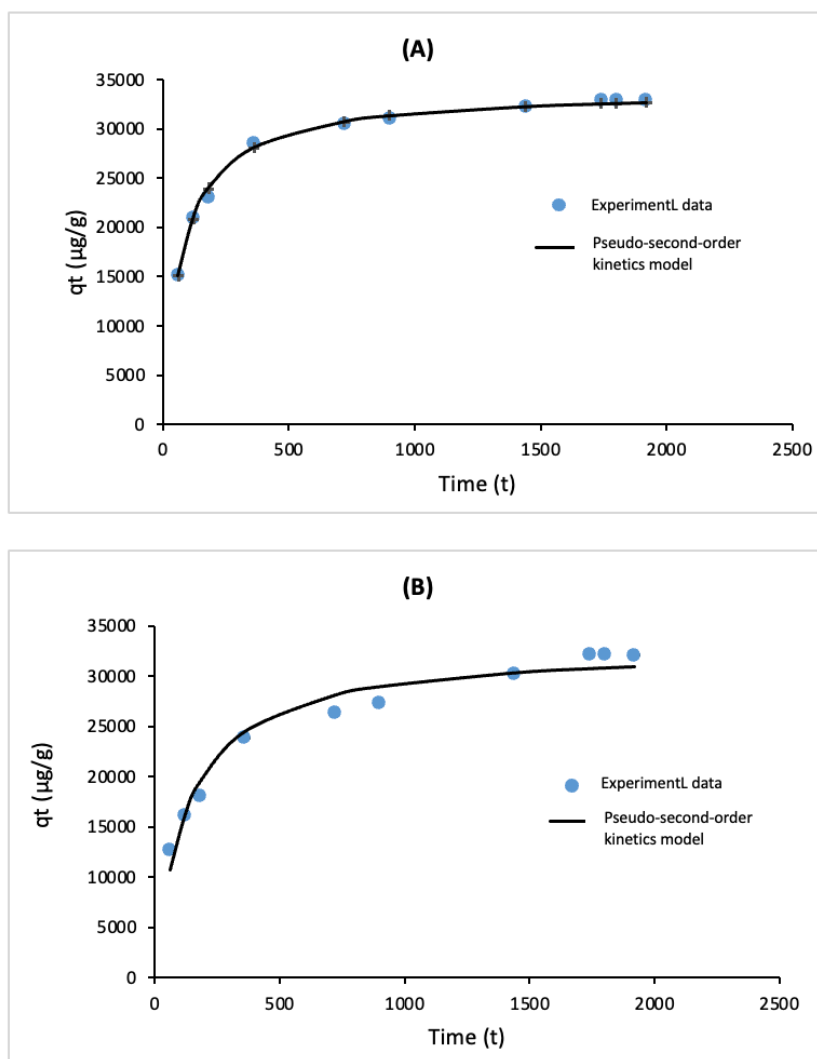 (A)
35000
30000
25000
20000
15000
10000
5000
0
qt (µg/g)
0 500 1000 1500 2000 2500
Time (t)
ExperimentL data
Pseudo-second-order
kinetics model
(B)
35000
30000
25000
20000
15000
10000
5000
0
qt (µg/g)
0 500 1000 1500 2000 2500
Time (t)
ExperimentL data
Pseudo-second-order
kinetics model